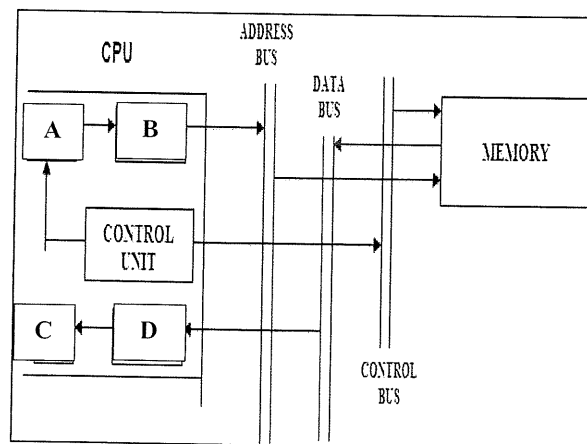 CPU
ADDRESS
BUS
DATA
BUS
A
B
MEMORY
CONTROL
UNIT
C
D
CONTROL
BUS